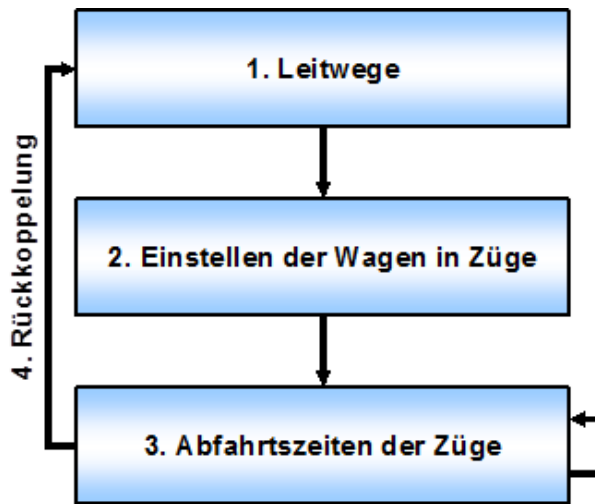 1. Leitwege
2. Einstellen der Wagen in Züge
3. Abfahrtszeiten der Züge
4. Rückkoppelung